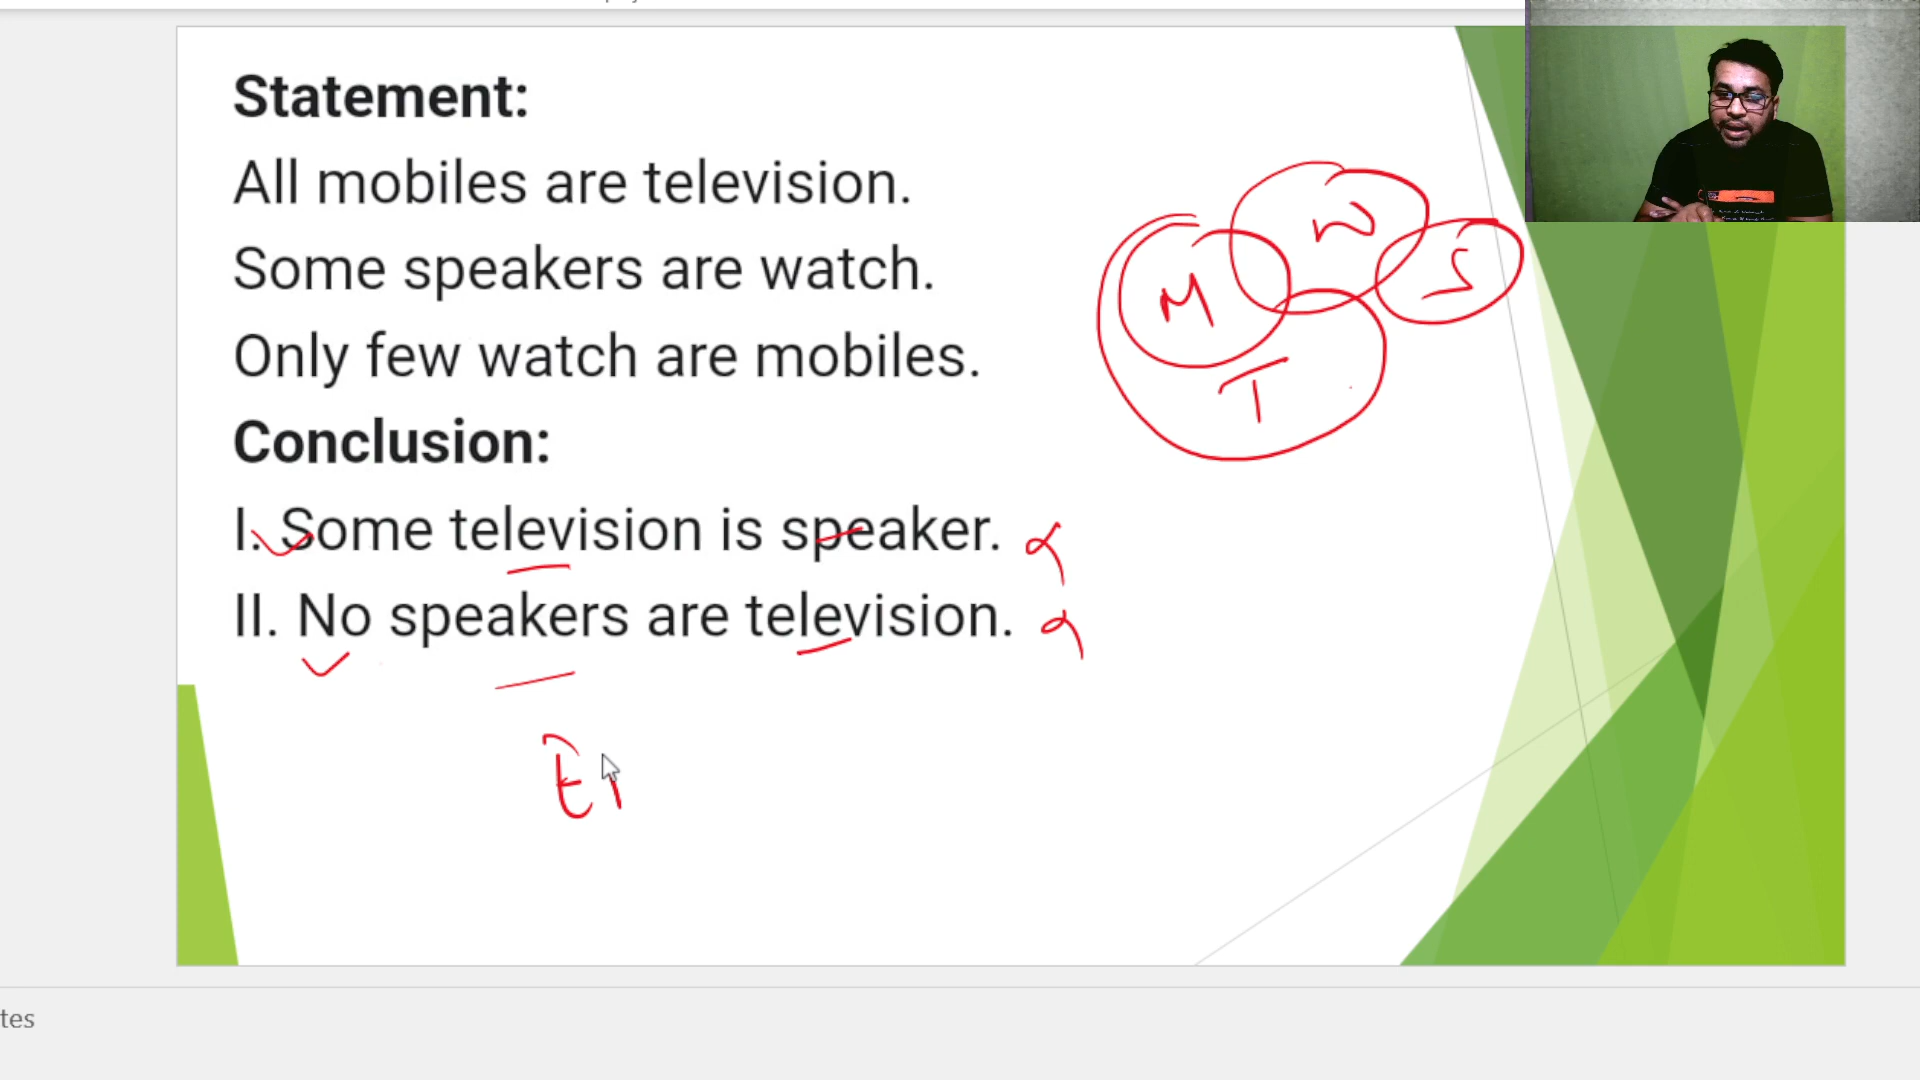 Statement:
All mobiles are television.
Some speakers are watch.
Only few watch are mobiles.
Conclusion:
I. Some television is speaker.
II. No speakers are television.
M
W
S
T
Ei
tes